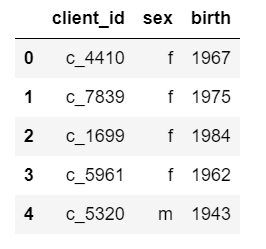 client_id sex birth
0 c_4410 f 1967
1 c_7839 f 1975
2 c_1699 f 1984
3 c_5961 f 1962
4 c_5320 m 1943